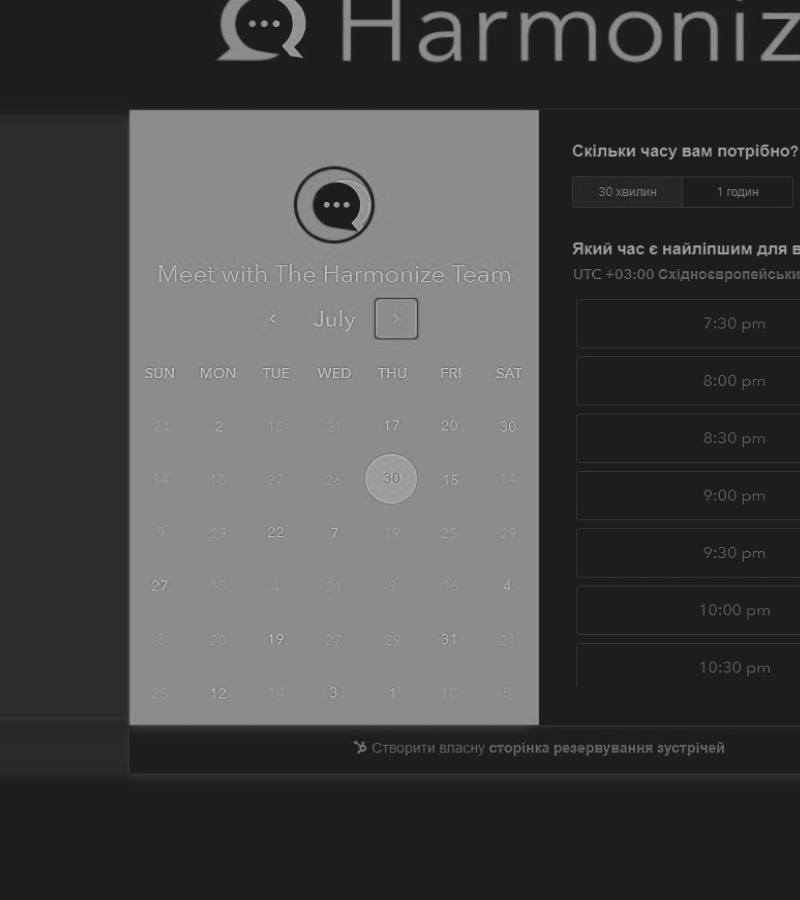 Harmoniz
Meet with The Harmonize Team
July
SUN MON TUE WED THU FRI SAT
24 2 18 21 17 20 30
14 18 27 26 30 15 14
9 29 22 7 19 25 29
27 13 4 21 9 16 4
8 20 19 27 29 31 21
25 12 14 3 1 18 5
Скільки часу вам потрібно?
30 хвилин 1 годин
Який час є найліпшим для в
UTC +03:00 Східноєвропейськи
7:30 pm
8:00 pm
8:30 pm
9:00 pm
9:30 pm
10:00 pm
10:30 pm
Створити власну сторінка резервування зустрічей